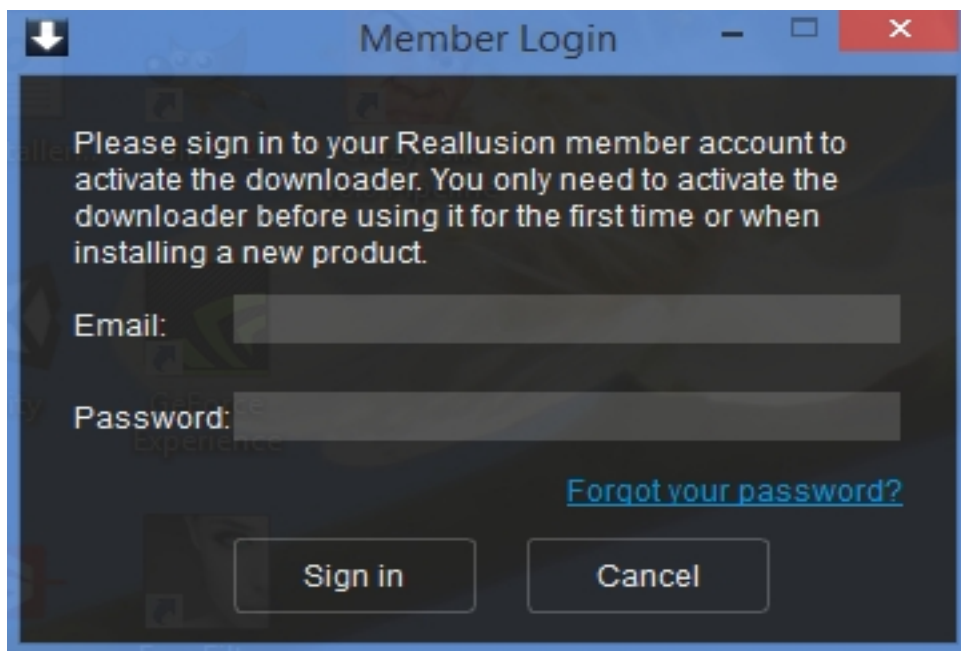 Member Login
Please sign in to your Reallusion member account to
activate the downloader. You only need to activate the
downloader before using it for the first time or when
installing a new product.
Email:
Password:
GeForce
Experience
Forgot your password?
Sign in
Cancel